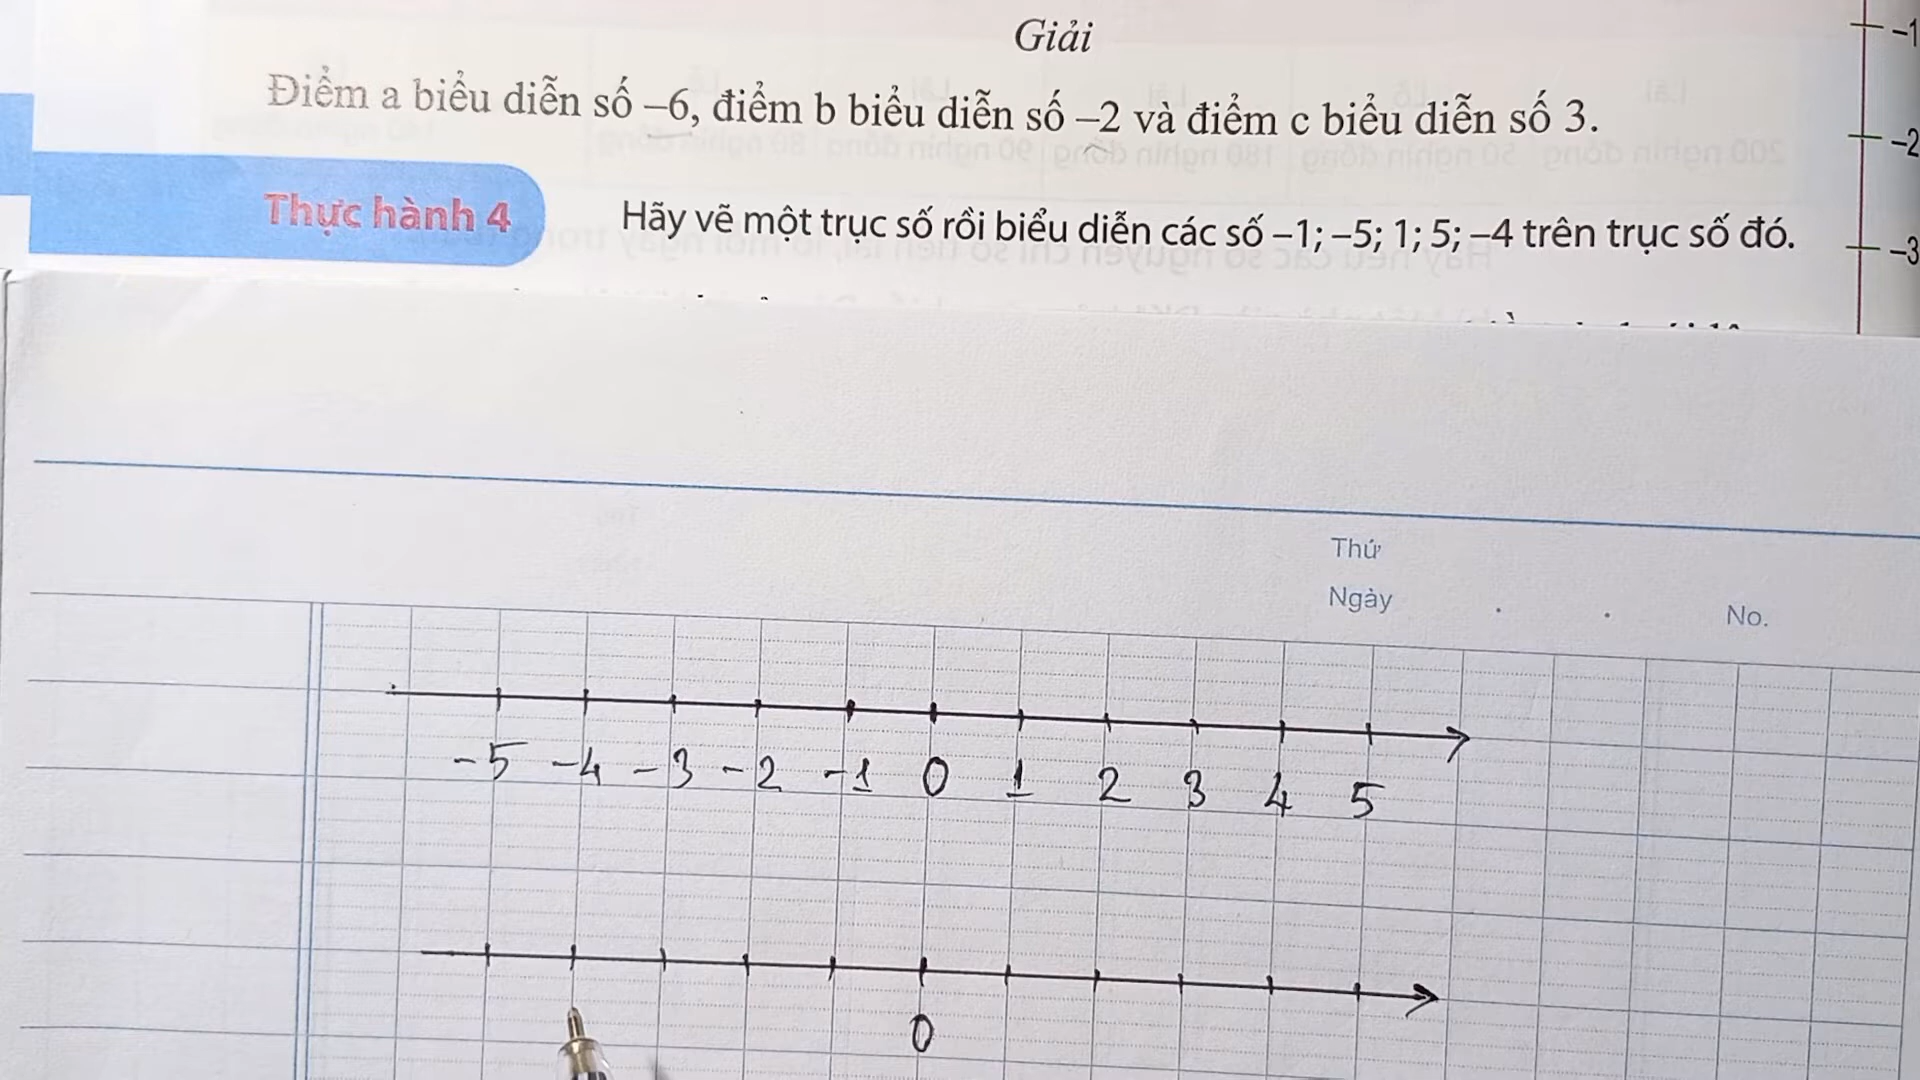 Giải
Điểm a biểu diễn số –6, điểm b biểu diễn số –2 và điểm c biểu diễn số 3.
Thực hành 4 Hãy vẽ một trục số rồi biểu diễn các số –1; –5; 1; 5; –4 trên trục số đó.
–1
–2
–3
Thứ
Ngày
No.
-5 -4 -3 -2 -1 0 1 2 3 4 5
0